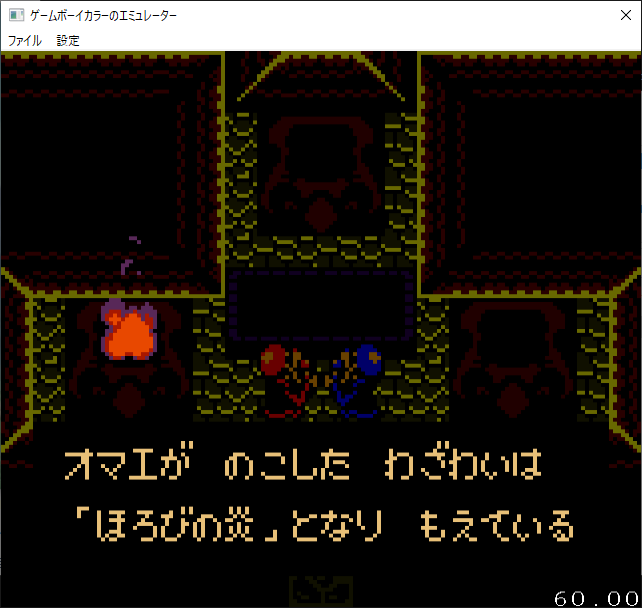 ゲームボーイカラーのエミュレーター
ファイル 設定
オマエが のこした わざわいは
「ほろびの炎」となり もえている
60.00